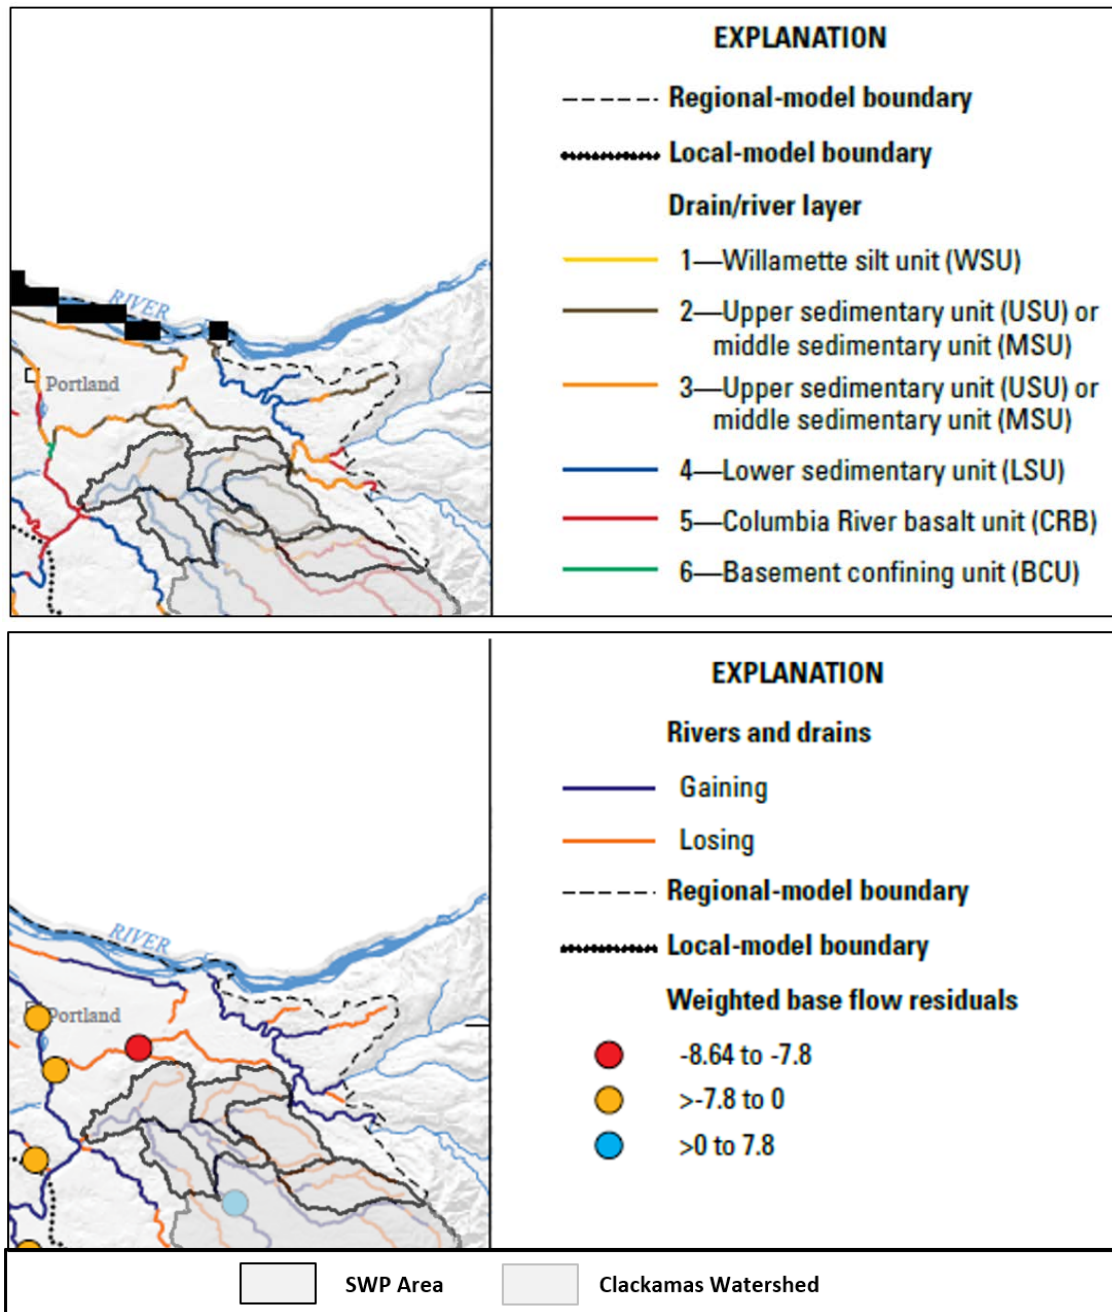 EXPLANATION
Regional-model boundary
Local-model boundary
Drain/river layer
1—Willamette silt unit (WSU)
2—Upper sedimentary unit (USU) or
middle sedimentary unit (MSU)
3—Upper sedimentary unit (USU) or
middle sedimentary unit (MSU)
4—Lower sedimentary unit (LSU)
5—Columbia River basalt unit (CRB)
6—Basement confining unit (BCU)
RIVER
Portland
EXPLANATION
Rivers and drains
Gaining
Losing
Regional-model boundary
Local-model boundary
Weighted base flow residuals
-8.64 to -7.8
>-7.8 to 0
>0 to 7.8
RIVER
Portland
SWP Area
Clackamas Watershed